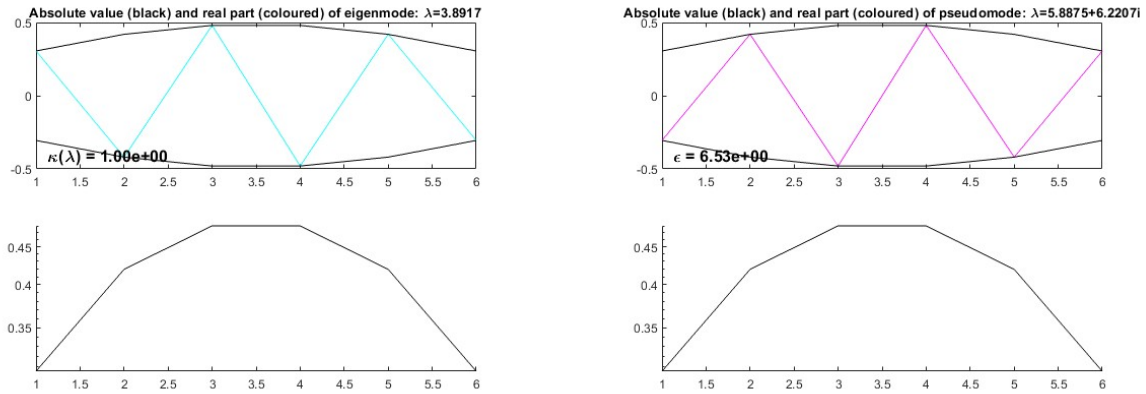 Absolute value (black) and real part (coloured) of eigenmode: λ=3.8917
0.5
0
-0.5
κ(λ) = 1.00e+00
1 1.5 2 2.5 3 3.5 4 4.5 5 5.5 6
0.45
0.4
0.35
1 1.5 2 2.5 3 3.5 4 4.5 5 5.5 6
Absolute value (black) and real part (coloured) of pseudomode: λ=5.8875+6.2207i
0.5
0
-0.5
ϵ = 6.53e+00
1 1.5 2 2.5 3 3.5 4 4.5 5 5.5 6
0.45
0.4
0.35
1 1.5 2 2.5 3 3.5 4 4.5 5 5.5 6